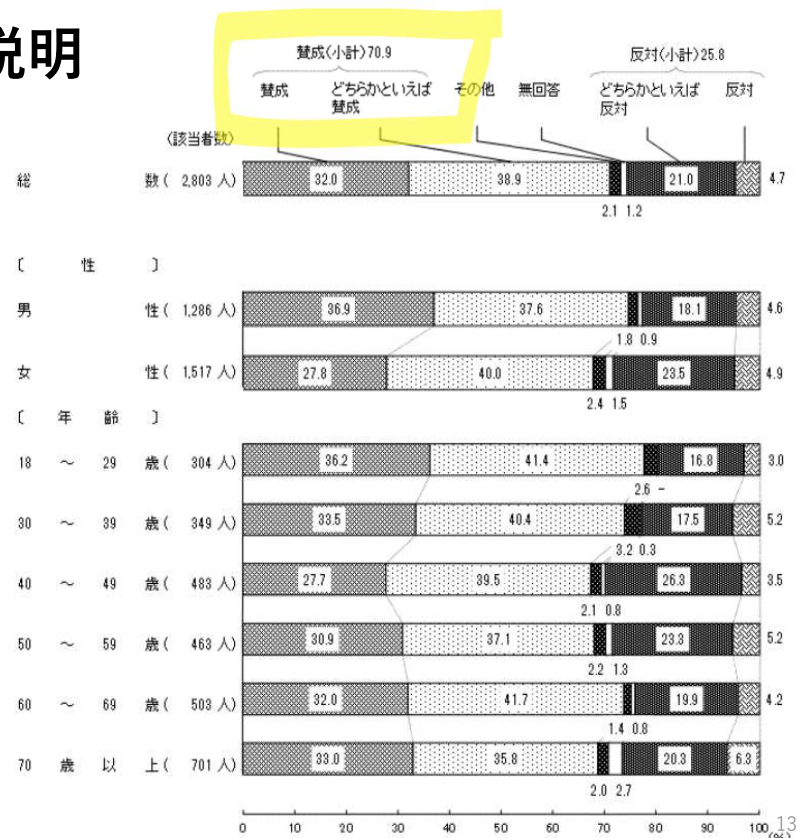 説明
賛成(小計)70.9 反対(小計)25.8
賛成 どちらかといえば賛成 その他 無回答 どちらかといえば反対 反対
(該当者数)
総 数( 2,803 人) 32.0 38.9 21.0 4.7
2.1 1.2
〔 性 〕
男 性( 1,286 人) 36.9 37.6 18.1 4.6
1.8 0.9
女 性( 1,517 人) 27.8 40.0 23.5 4.9
2.4 1.5
〔 年 齢 〕
18 ～ 29 歳( 304 人) 36.2 41.4 16.8 3.0
2.6 -
30 ～ 39 歳( 349 人) 33.5 40.4 17.5 5.2
3.2 0.3
40 ～ 49 歳( 483 人) 27.7 39.5 26.3 3.5
2.1 0.8
50 ～ 59 歳( 463 人) 30.9 37.1 23.3 5.2
2.2 1.3
60 ～ 69 歳( 503 人) 32.0 41.7 19.9 4.2
1.4 0.8
70 歳 以 上( 701 人) 33.0 35.8 20.3 6.3
2.0 2.7
0 10 20 30 40 50 60 70 80 90 100
(%)
13